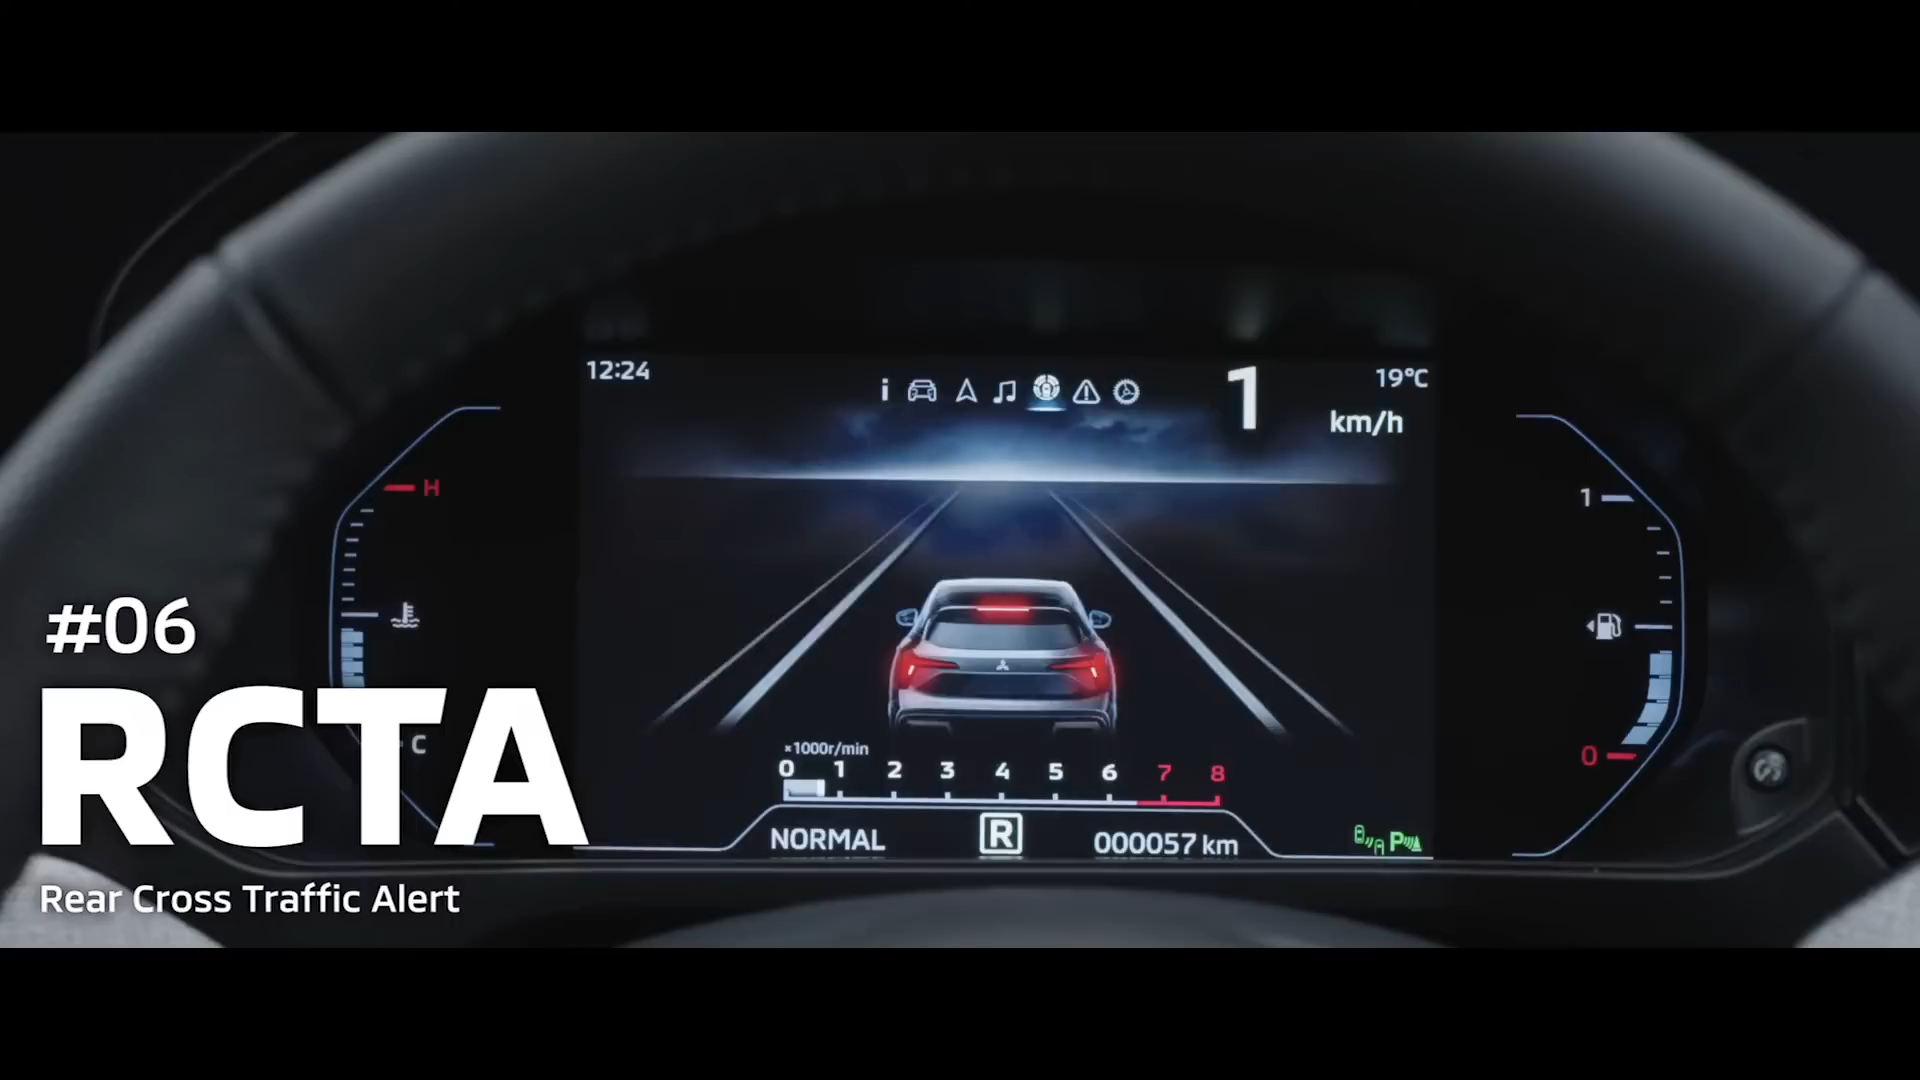 12:24
i
1
19°C
km/h
H
1
#06
RCTA
C
×1000r/min
0 1 2 3 4 5 6 7 8
0
NORMAL
R
000057 km
P
Rear Cross Traffic Alert